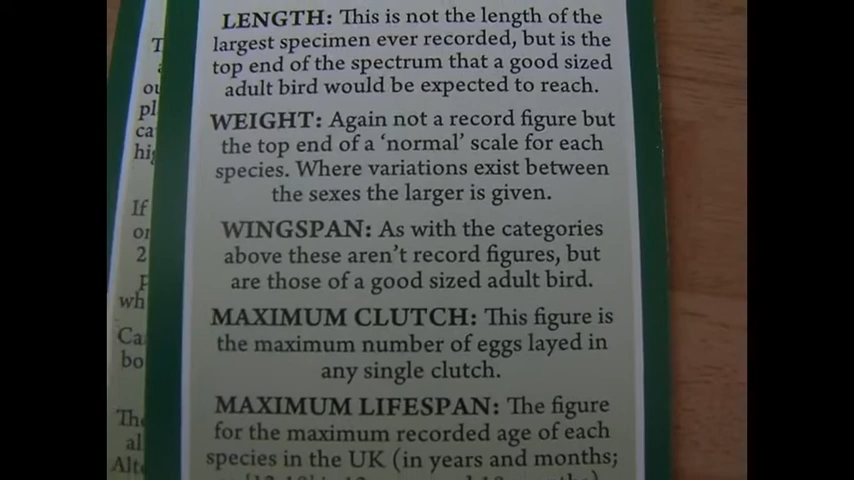 LENGTH: This is not the length of the
largest specimen ever recorded, but is the
top end of the spectrum that a good sized
adult bird would be expected to reach.
WEIGHT: Again not a record figure but
the top end of a 'normal' scale for each
species. Where variations exist between
the sexes the larger is given.
WINGSPAN: As with the categories
above these aren't record figures, but
are those of a good sized adult bird.
MAXIMUM CLUTCH: This figure is
the maximum number of eggs layed in
any single clutch.
MAXIMUM LIFESPAN: The figure
for the maximum recorded age of each
species in the UK (in years and months;